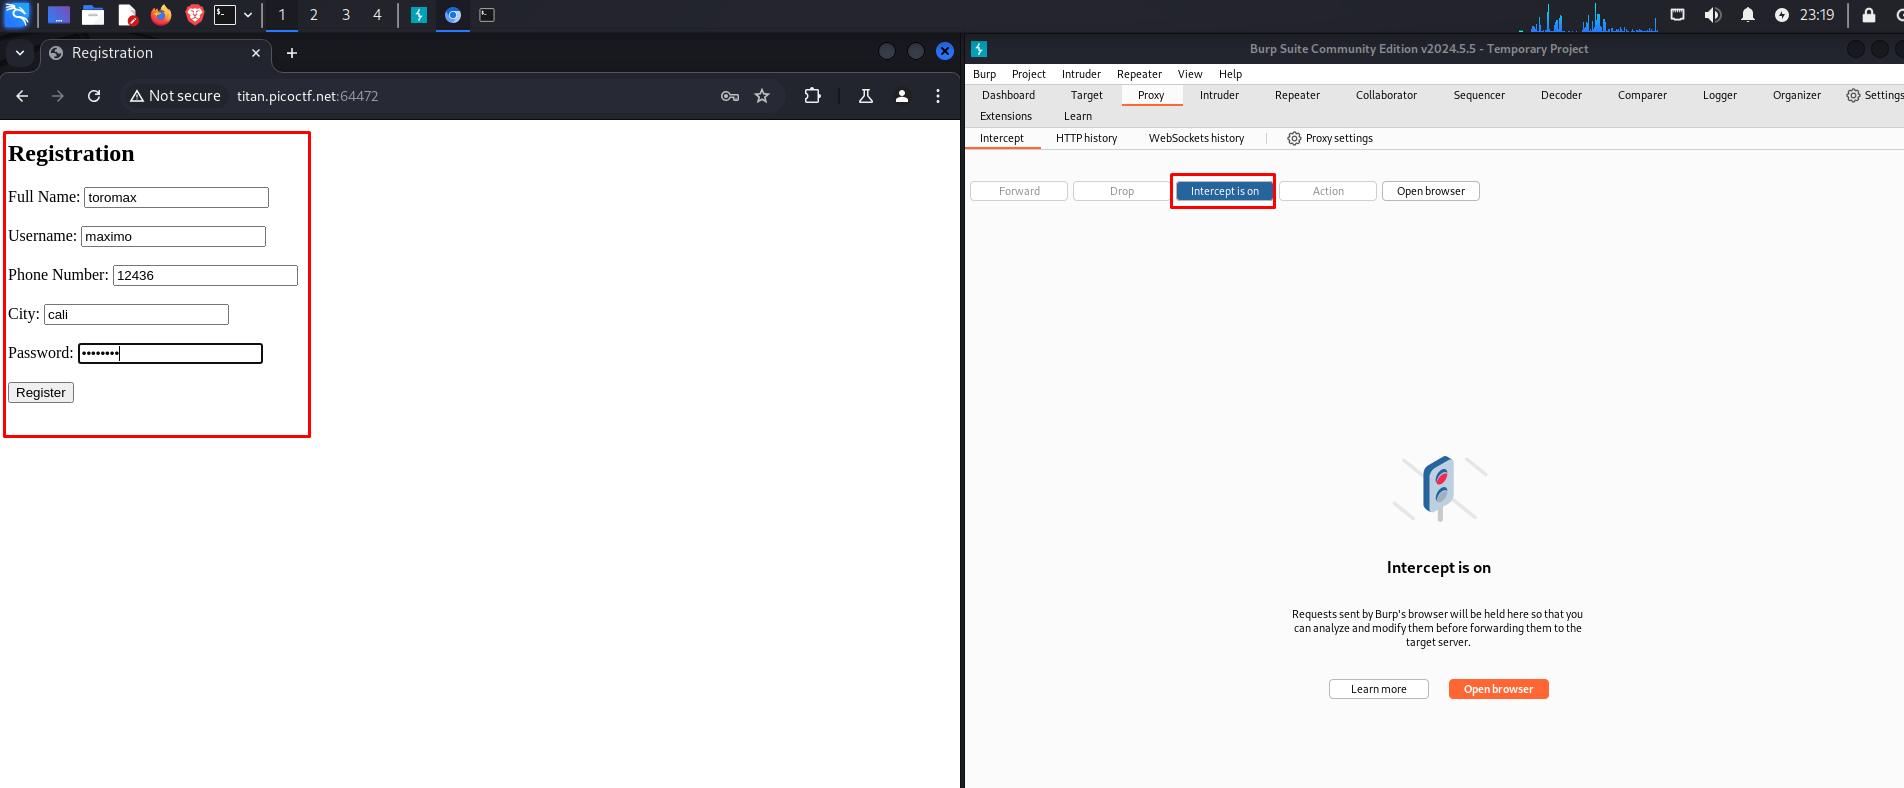 1 2 3 4
23:19
Registration
Not secure titan.picoctf.net:64472
Registration
Full Name: toromax
Username: maximo
Phone Number: 12436
City: cali
Password: ••••••••
Register
Burp Suite Community Edition v2024.5.5 - Temporary Project
Burp Project Intruder Repeater View Help
Dashboard Target Proxy Intruder Repeater Collaborator Sequencer Decoder Comparer Logger Organizer Settings
Extensions Learn
Intercept HTTP history WebSockets history Proxy settings
Forward Drop Intercept is on Action Open browser
Intercept is on
Requests sent by Burp's browser will be held here so that you
can analyze and modify them before forwarding them to the
target server.
Learn more Open browser